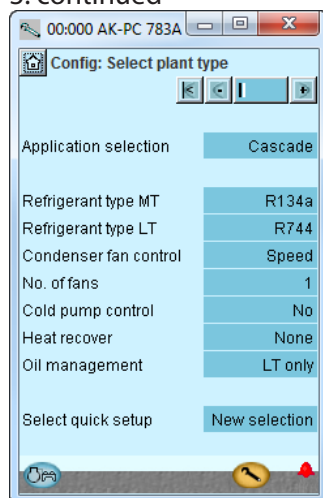 3. continued
00:000 AK-PC 783A
Config: Select plant type
Application selection Cascade
Refrigerant type MT R134a
Refrigerant type LT R744
Condenser fan control Speed
No. of fans 1
Cold pump control No
Heat recover None
Oil management LT only
Select quick setup New selection